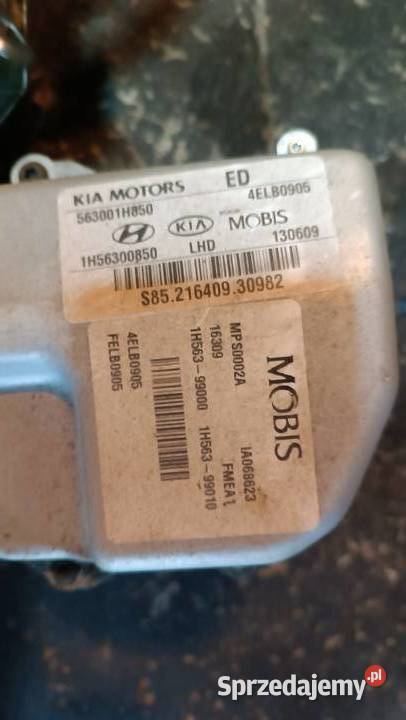 KIA MOTORS ED
563001H850 4ELB0905
KIA MOBIS
1H56300850 LHD 130609
S85.216409.30982
MOBIS
IA068623
FMEA1
MPS0002A
16309
1H563-99000 1H563-99010
4ELB0905
FELB0905
Sprzedajemy.pl